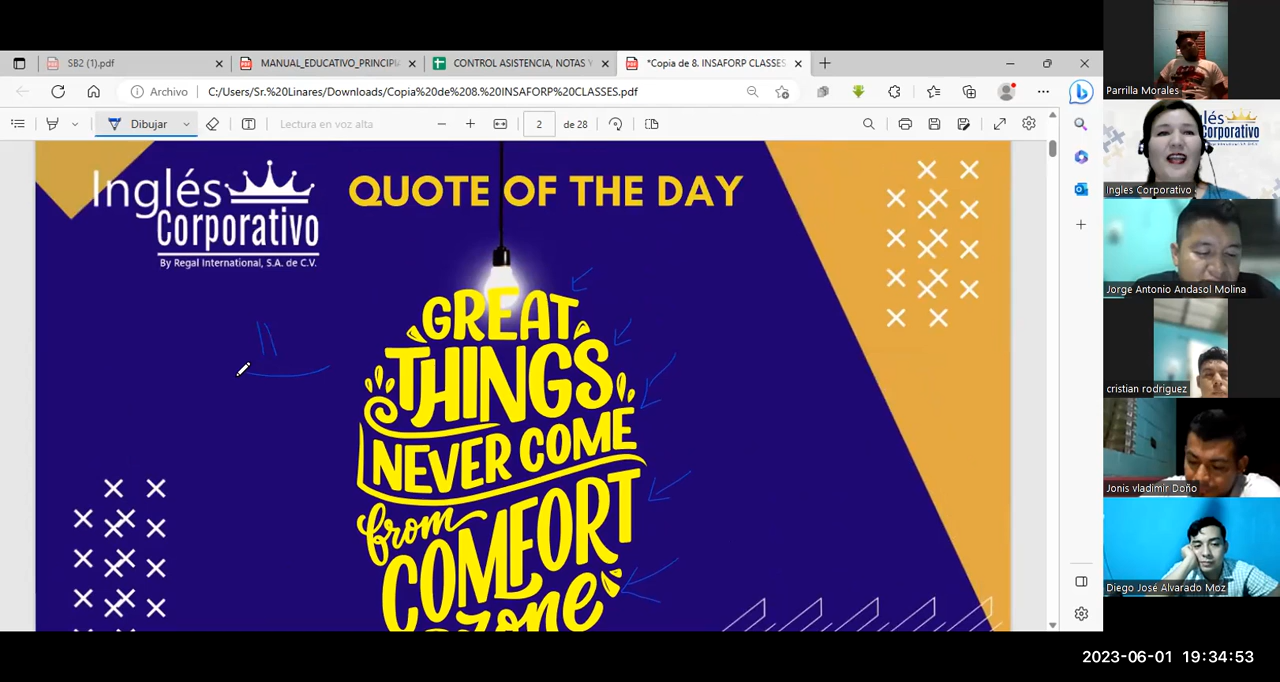 SB2 (1).pdf
MANUAL_EDUCATIVO_PRINCIPI
CONTROL ASISTENCIA, NOTAS Y
*Copia de 8. INSAFORP CLASSES
Archivo
C:/Users/Sr.%20Linares/Downloads/Copia%20de%208.%20INSAFORP%20CLASSES.pdf
Dibujar
Lectura en voz alta
2
de 28
Inglés
Corporativo
By Regal International, S.A. de C.V.
QUOTE OF THE DAY
GREAT
THINGS
NEVER COME
from
COMFORT
zone
Parrilla Morales
Ingles Corporativo
Jorge Antonio Andasol Molina
cristian rodriguez
Jonis vladimir Doño
Diego José Alvarado Moz
2023-06-01 19:34:53